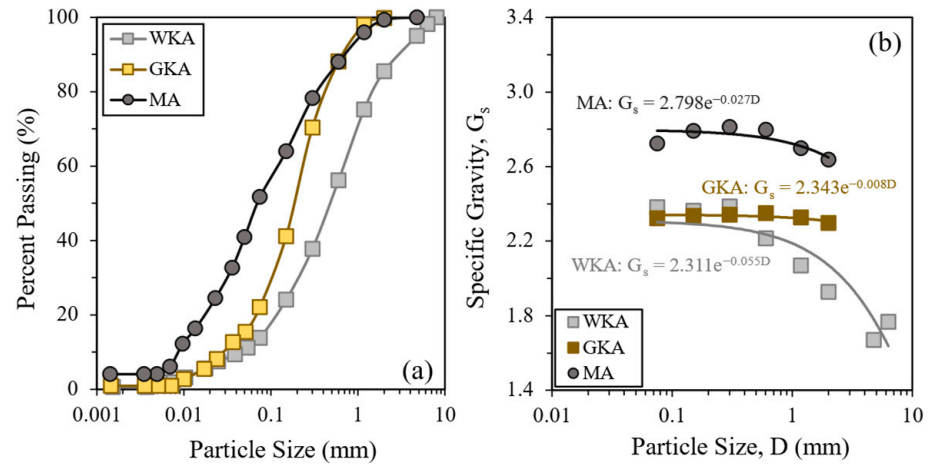 100
80
60
40
20
0
Percent Passing (%)
WKA
GKA
MA
(a)
0.001 0.01 0.1 1 10
Particle Size (mm)
3.4
3.0
2.6
2.2
1.8
1.4
Specific Gravity, Gₛ
(b)
MA: Gₛ = 2.798e⁻⁰·⁰²⁷ᴰ
GKA: Gₛ = 2.343e⁻⁰·⁰⁰⁸ᴰ
WKA: Gₛ = 2.311e⁻⁰·⁰⁵⁵ᴰ
WKA
GKA
MA
0.01 0.1 1 10
Particle Size, D (mm)